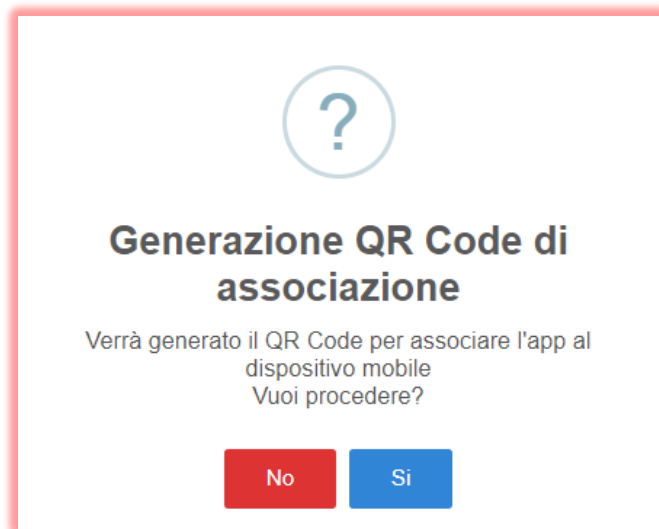 ?
Generazione QR Code di
associazione
Verrà generato il QR Code per associare l'app al
dispositivo mobile
Vuoi procedere?
No
Si